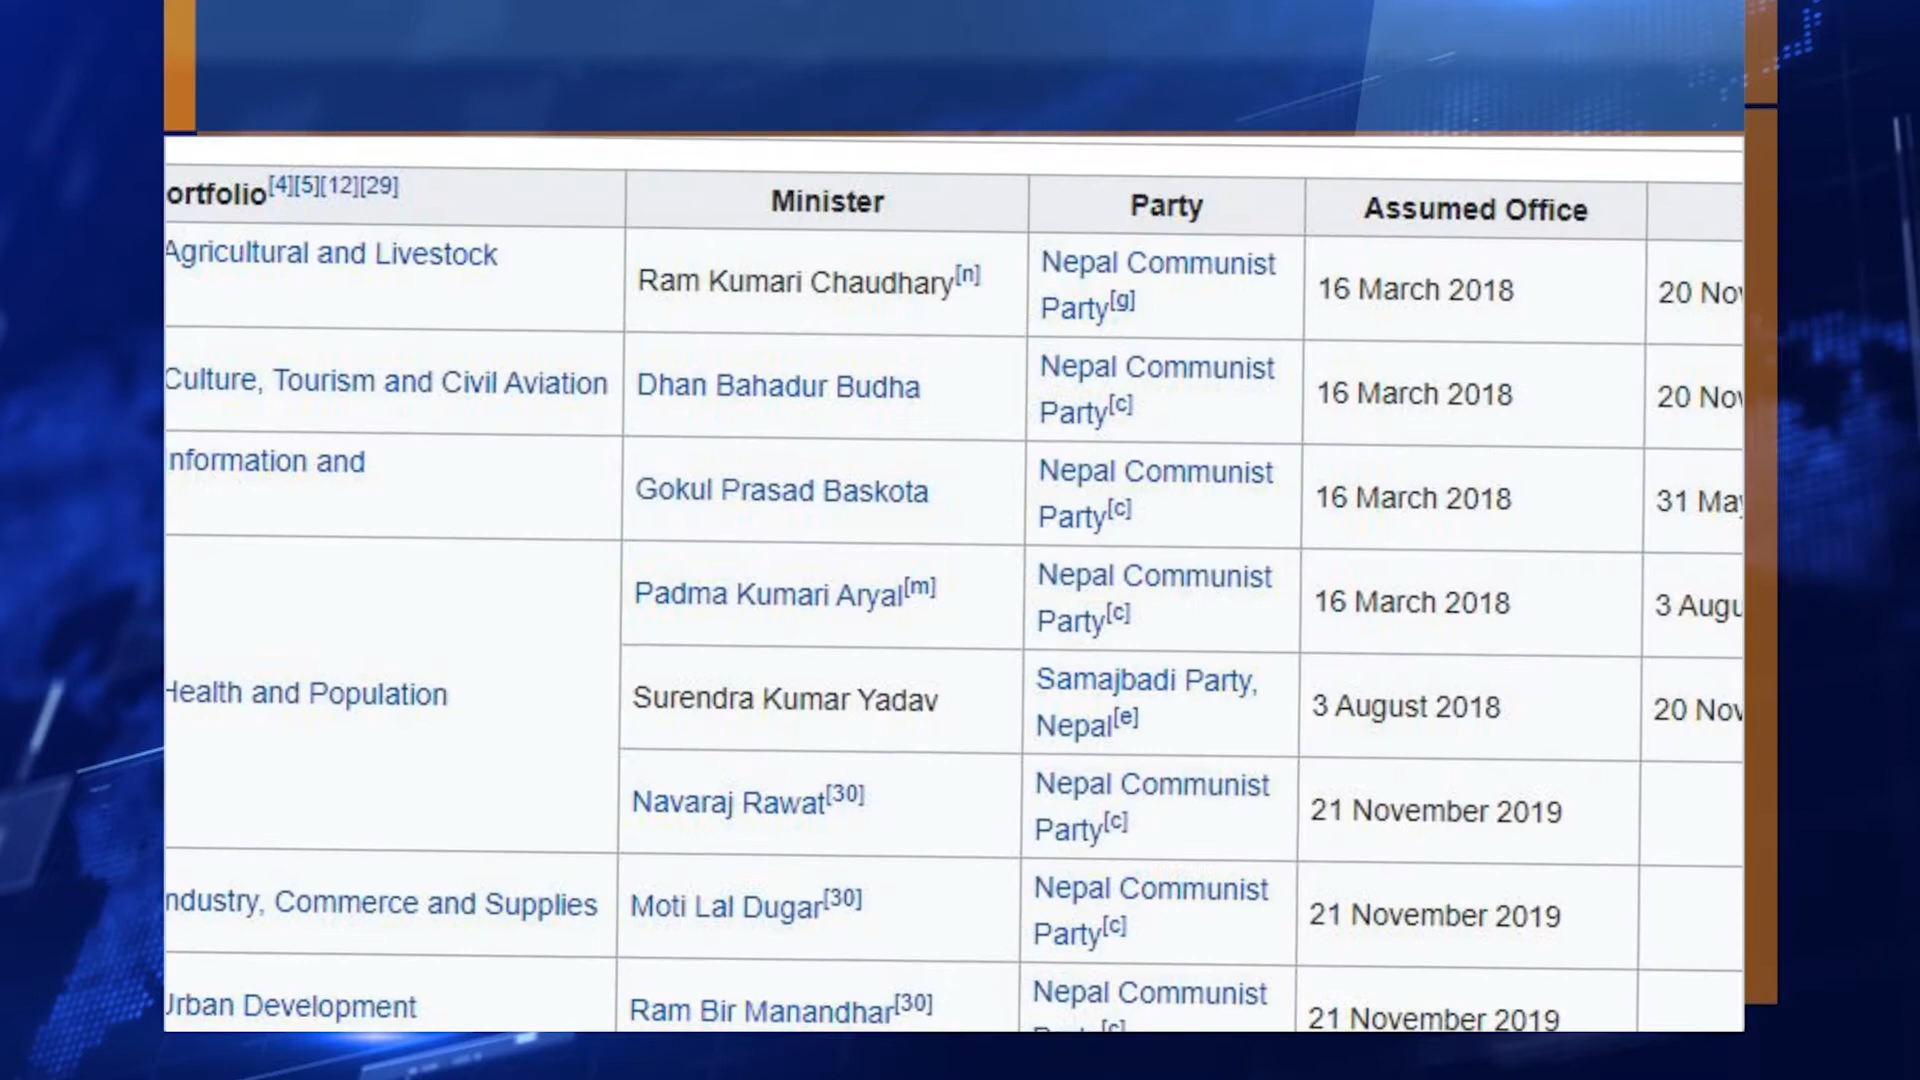 ortfolio[4][5][12][29] Minister Party Assumed Office
Agricultural and Livestock Ram Kumari Chaudhary[n] Nepal Communist Party[g] 16 March 2018 20 Nov
Culture, Tourism and Civil Aviation Dhan Bahadur Budha Nepal Communist Party[c] 16 March 2018 20 Nov
nformation and Gokul Prasad Baskota Nepal Communist Party[c] 16 March 2018 31 May
Health and Population Padma Kumari Aryal[m] Nepal Communist Party[c] 16 March 2018 3 Augu
Surendra Kumar Yadav Samajbadi Party, Nepal[e] 3 August 2018 20 Nov
Navaraj Rawat[30] Nepal Communist Party[c] 21 November 2019
ndustry, Commerce and Supplies Moti Lal Dugar[30] Nepal Communist Party[c] 21 November 2019
Urban Development Ram Bir Manandhar[30] Nepal Communist 21 November 2019